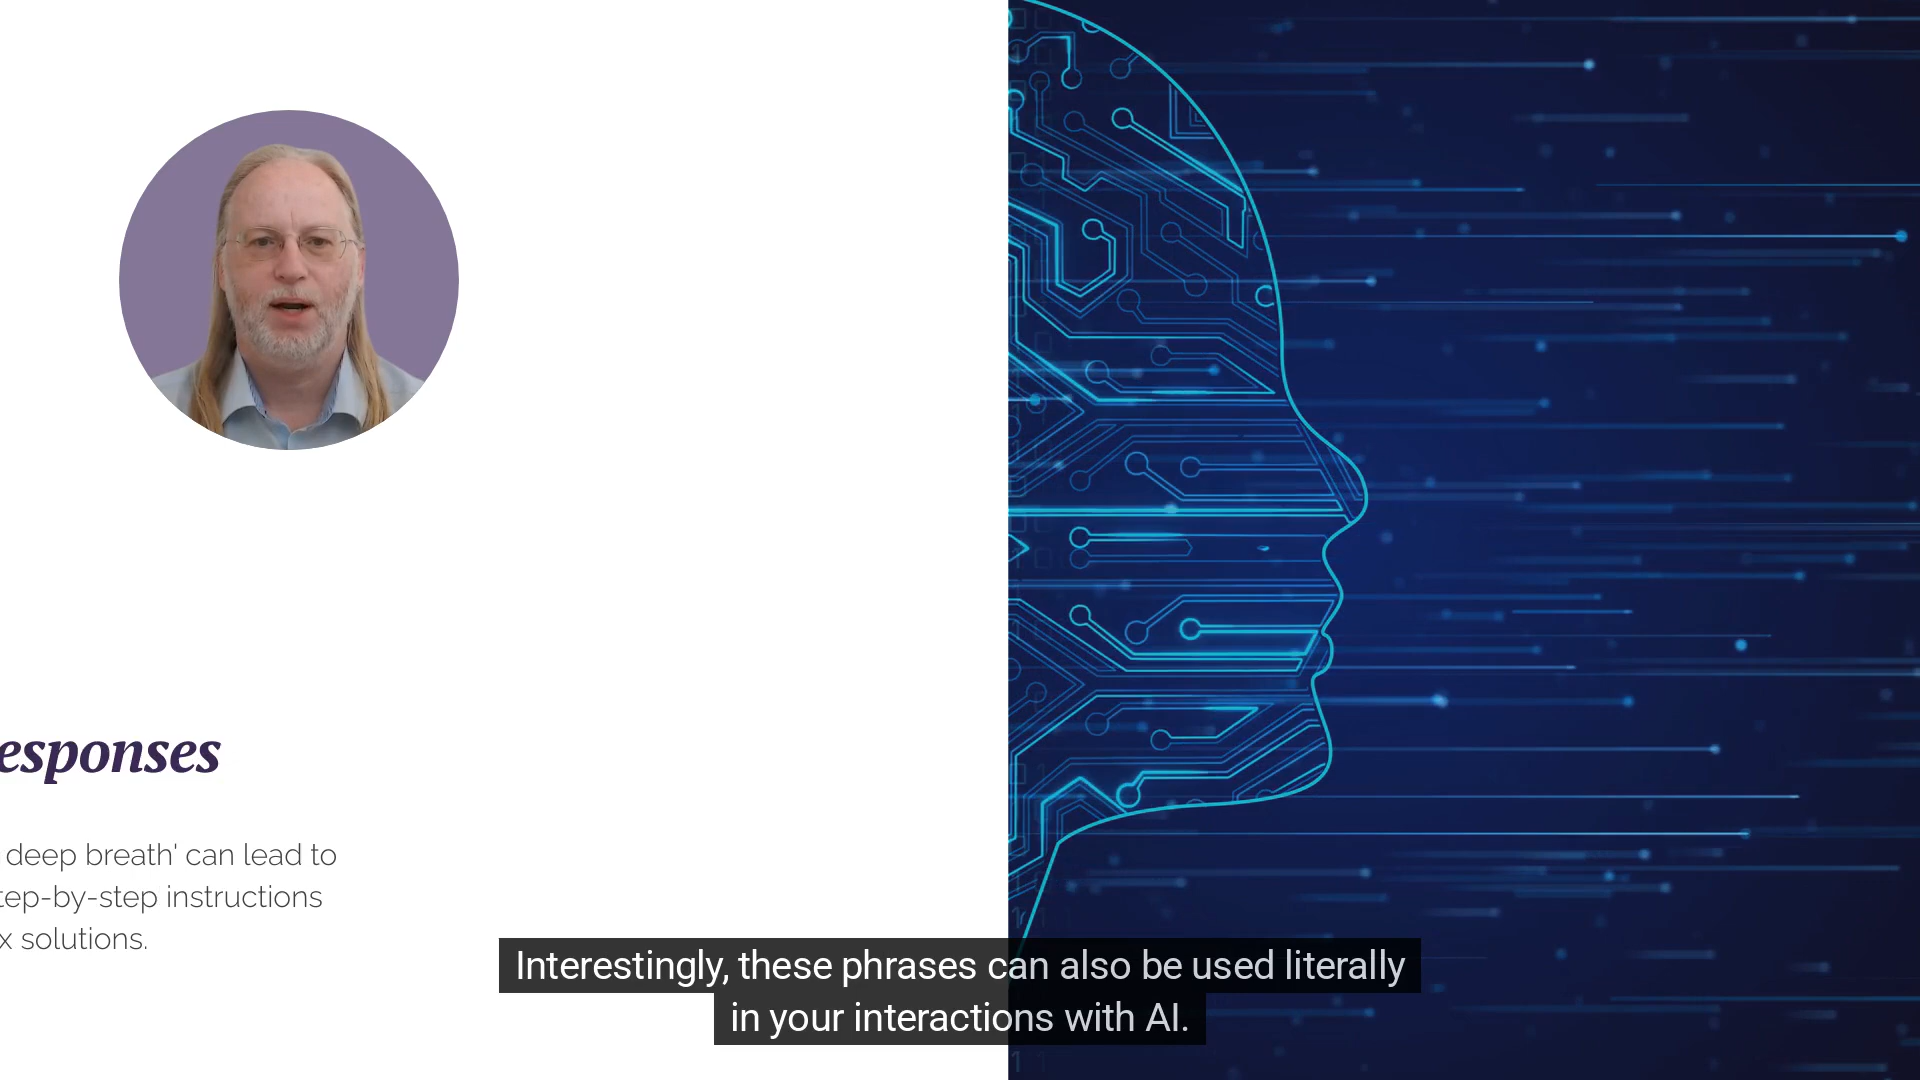 esponses
deep breath' can lead to
tep-by-step instructions
x solutions.
Interestingly, these phrases can also be used literally
in your interactions with AI.